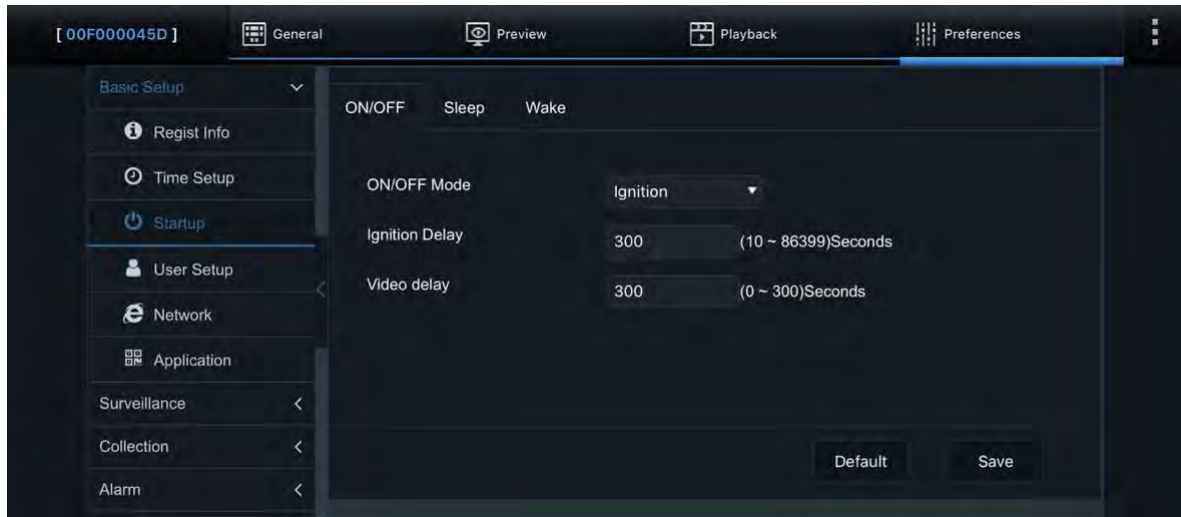 [ 00F000045D ] General Preview Playback Preferences
Basic Setup
Regist Info
Time Setup
Startup
User Setup
Network
Application
Surveillance
Collection
Alarm
ON/OFF Sleep Wake
ON/OFF Mode Ignition
Ignition Delay 300 (10 ~ 86399)Seconds
Video delay 300 (0 ~ 300)Seconds
Default Save